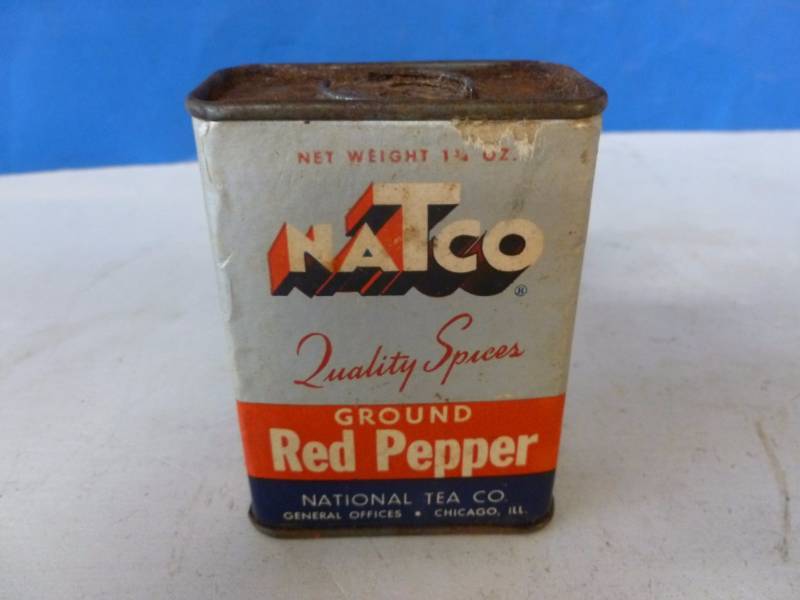 NET WEIGHT 1¼ OZ.
NATCO
®
Quality Spices
GROUND
Red Pepper
NATIONAL TEA CO.
GENERAL OFFICES • CHICAGO, ILL.